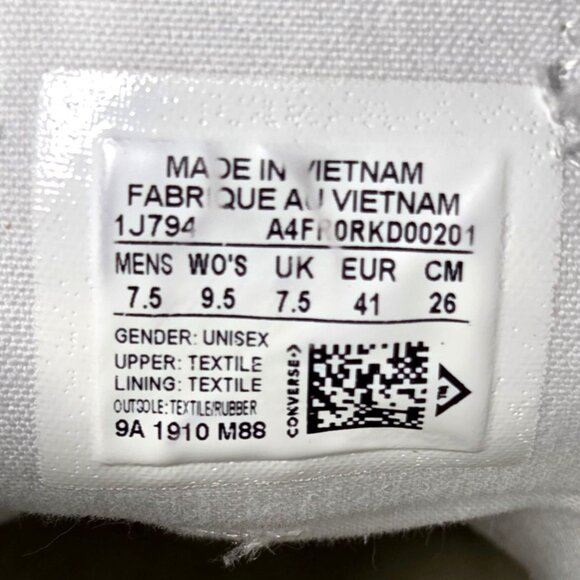 MADE IN VIETNAM
FABRIQUE AU VIETNAM
1J794 A4FR0RKD00201
MENS WO'S UK EUR CM
7.5 9.5 7.5 41 26
GENDER: UNISEX
UPPER: TEXTILE
LINING: TEXTILE
OUTSOLE: TEXTILE/RUBBER
9A 1910 M88
CONVERSE